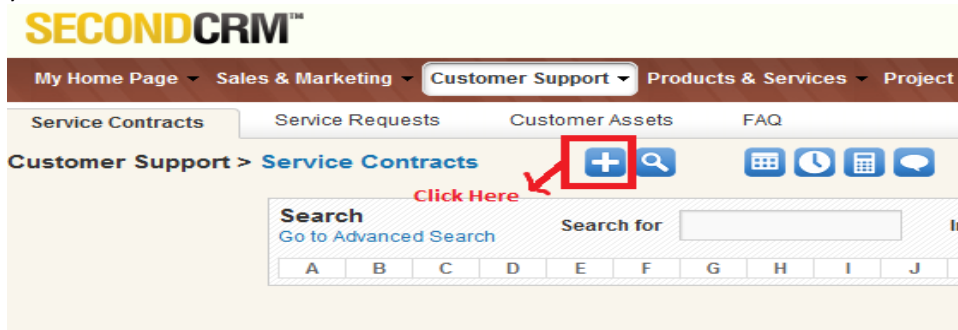 SECONDCRM™
My Home Page Sales & Marketing Customer Support Products & Services Project
Service Contracts Service Requests Customer Assets FAQ
Customer Support > Service Contracts
Click Here
Search Search for
Go to Advanced Search
A B C D E F G H I J